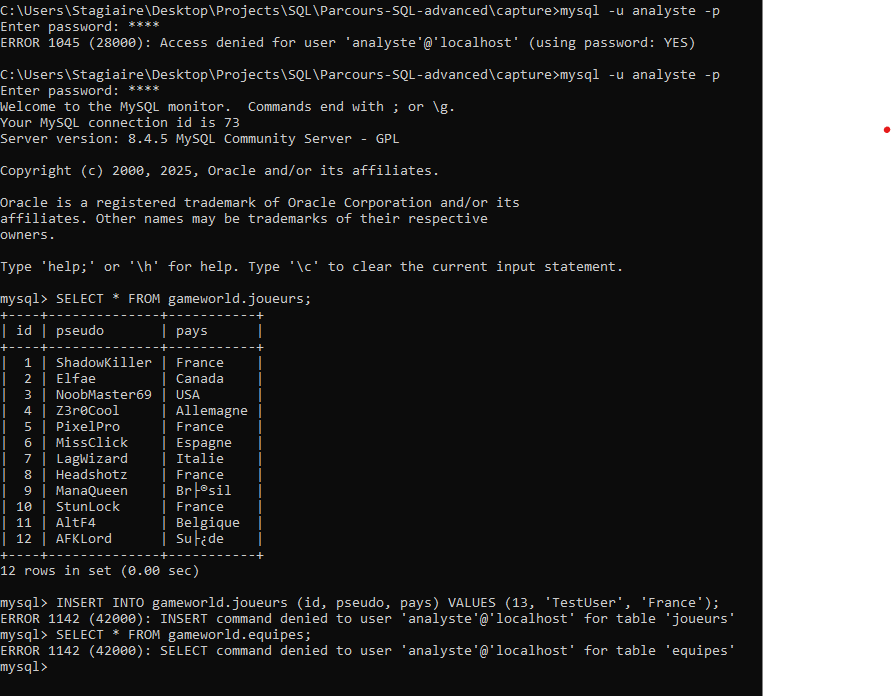 C:\Users\Stagiaire\Desktop\Projects\SQL\Parcours-SQL-advanced\capture>mysql -u analyste -p
Enter password: ****
ERROR 1045 (28000): Access denied for user 'analyste'@'localhost' (using password: YES)
C:\Users\Stagiaire\Desktop\Projects\SQL\Parcours-SQL-advanced\capture>mysql -u analyste -p
Enter password: ****
Welcome to the MySQL monitor.  Commands end with ; or \g.
Your MySQL connection id is 73
Server version: 8.4.5 MySQL Community Server - GPL
Copyright (c) 2000, 2025, Oracle and/or its affiliates.
Oracle is a registered trademark of Oracle Corporation and/or its
affiliates. Other names may be trademarks of their respective
owners.
Type 'help;' or '\h' for help. Type '\c' to clear the current input statement.
mysql> SELECT * FROM gameworld.joueurs;
+----+--------------+-----------+
| id | pseudo       | pays      |
+----+--------------+-----------+
|  1 | ShadowKiller | France    |
|  2 | Elfae        | Canada    |
|  3 | NoobMaster69 | USA       |
|  4 | Z3r0Cool     | Allemagne |
|  5 | PixelPro     | France    |
|  6 | MissClick    | Espagne   |
|  7 | LagWizard    | Italie    |
|  8 | Headshotz    | France    |
|  9 | ManaQueen    | Br├®sil   |
| 10 | StunLock     | France    |
| 11 | AltF4        | Belgique  |
| 12 | AFKLord      | Su├¿de    |
+----+--------------+-----------+
12 rows in set (0.00 sec)
mysql> INSERT INTO gameworld.joueurs (id, pseudo, pays) VALUES (13, 'TestUser', 'France');
ERROR 1142 (42000): INSERT command denied to user 'analyste'@'localhost' for table 'joueurs'
mysql> SELECT * FROM gameworld.equipes;
ERROR 1142 (42000): SELECT command denied to user 'analyste'@'localhost' for table 'equipes'
mysql>